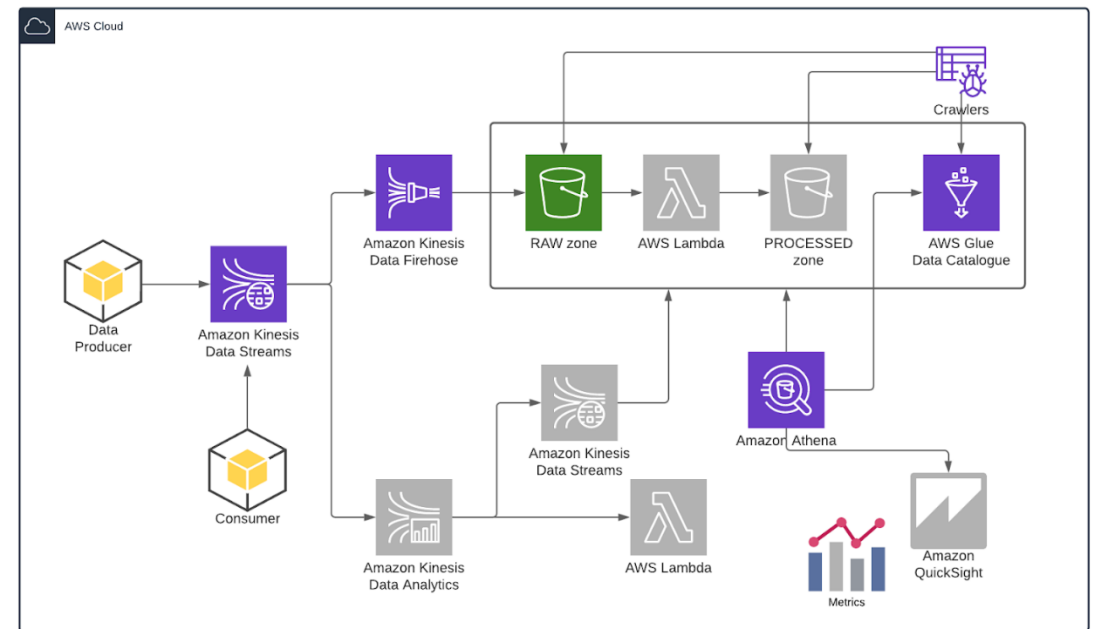 AWS Cloud
Crawlers
Amazon Kinesis
Data Firehose
RAW zone
AWS Lambda
PROCESSED
zone
AWS Glue
Data Catalogue
Data
Producer
Amazon Kinesis
Data Streams
Amazon Kinesis
Data Streams
Amazon Athena
Consumer
Amazon Kinesis
Data Analytics
AWS Lambda
Amazon
QuickSight
Metrics